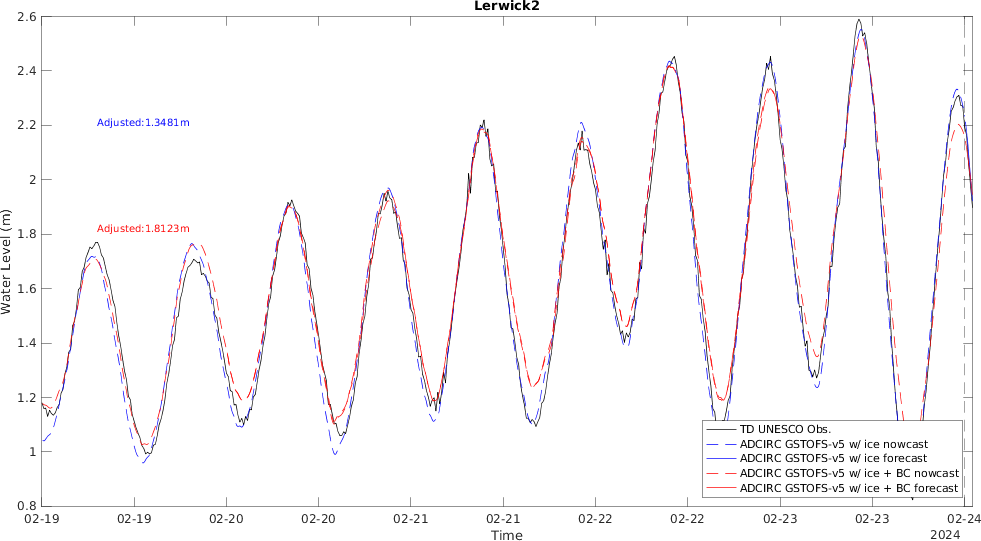 Lerwick2
2.6
2.4
2.2
2
1.8
1.6
1.4
1.2
1
0.8
Water Level (m)
Adjusted:1.3481m
Adjusted:1.8123m
TD UNESCO Obs.
ADCIRC GSTOFS-v5 w/ ice nowcast
ADCIRC GSTOFS-v5 w/ ice forecast
ADCIRC GSTOFS-v5 w/ ice + BC nowcast
ADCIRC GSTOFS-v5 w/ ice + BC forecast
02-19 02-19 02-20 02-20 02-21 02-21 02-22 02-22 02-23 02-23 02-24
Time
2024